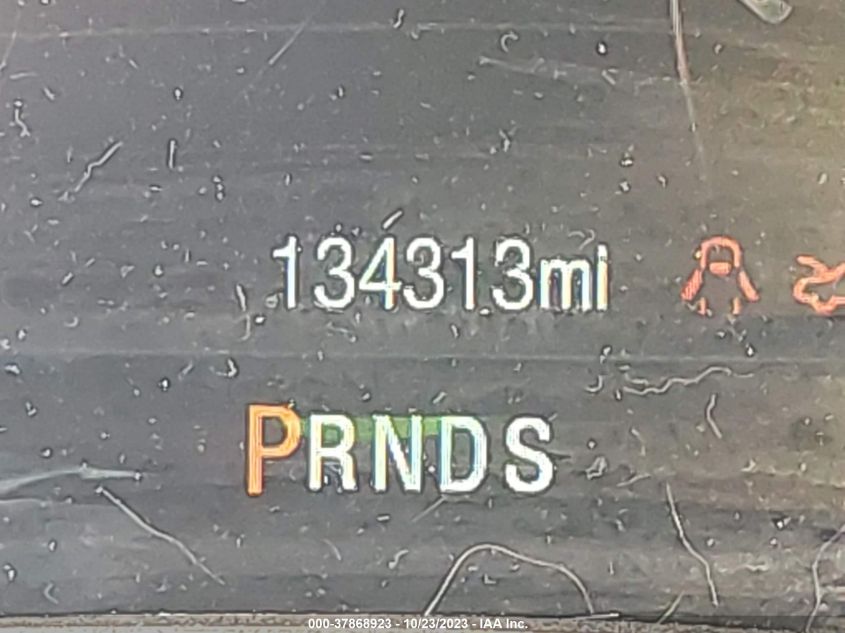 134313mi
PRNDS
000-37868923 - 10/23/2023 - IAA Inc.